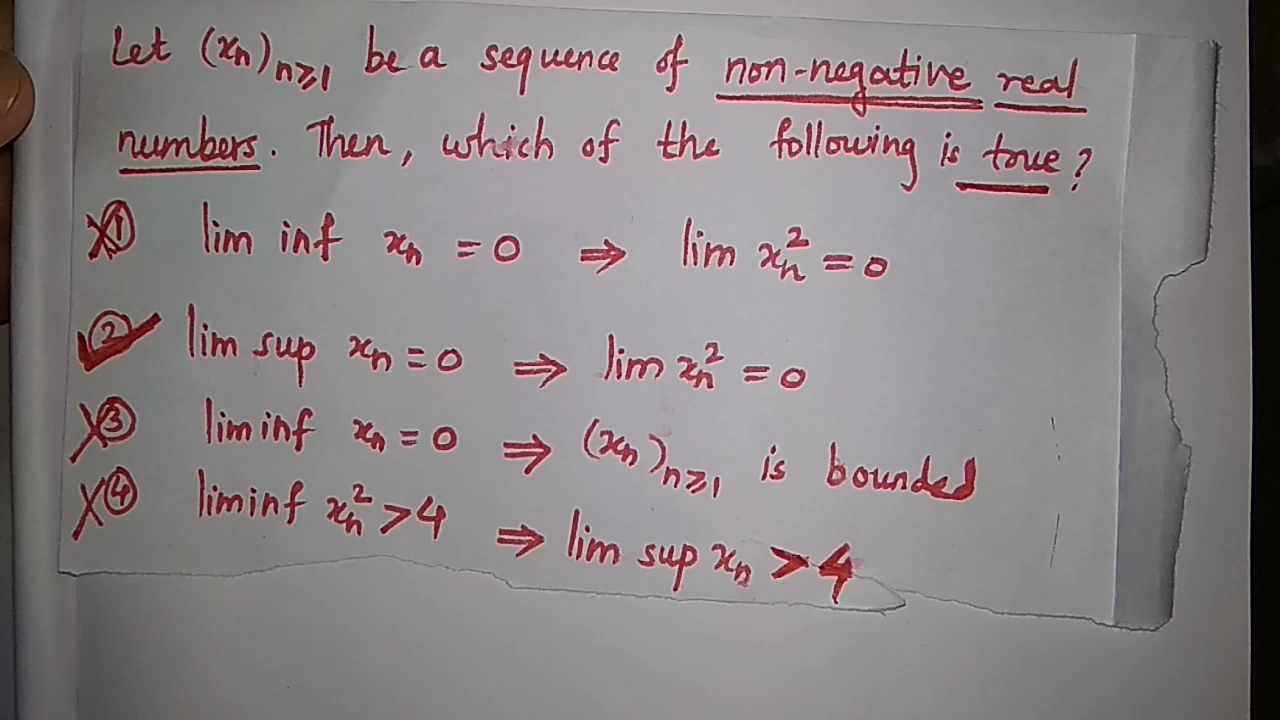 Let (xₙ)ₙ≥₁ be a sequence of non-negative real
numbers. Then, which of the following is true?
① lim inf xₙ = 0 ⇒ lim xₙ² = 0
② lim sup xₙ = 0 ⇒ lim xₙ² = 0
③ lim inf xₙ = 0 ⇒ (xₙ)ₙ≥₁ is bounded
④ lim inf xₙ² > 4 ⇒ lim sup xₙ > 4